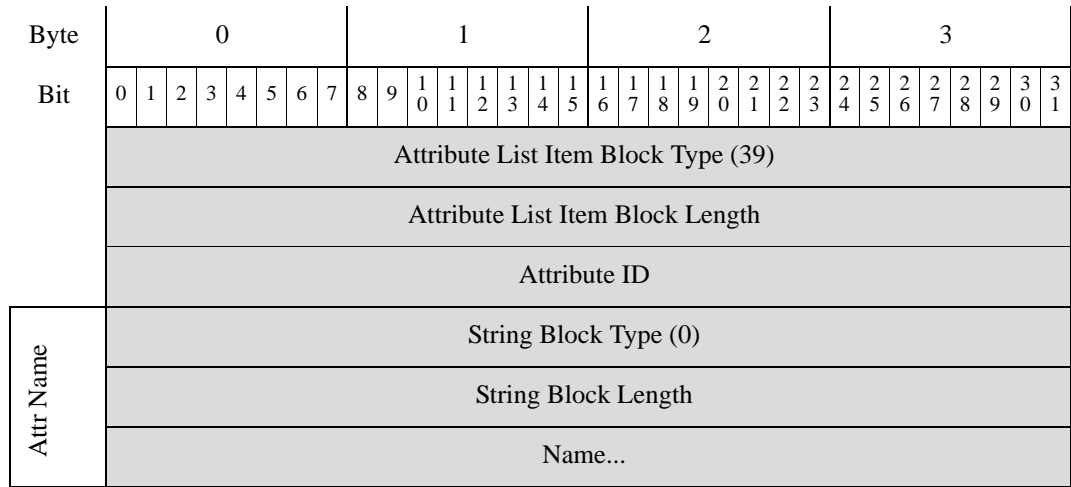 Byte 0 1 2 3
Bit 0 1 2 3 4 5 6 7 8 9 10 11 12 13 14 15 16 17 18 19 20 21 22 23 24 25 26 27 28 29 30 31
Attribute List Item Block Type (39)
Attribute List Item Block Length
Attribute ID
Attr Name
String Block Type (0)
String Block Length
Name...